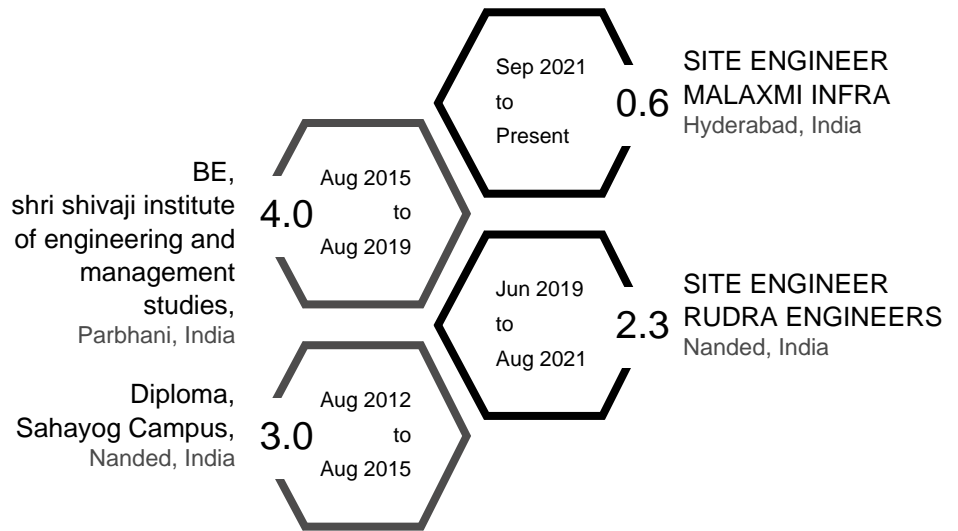 Sep 2021
to
Present
0.6
SITE ENGINEER
MALAXMI INFRA
Hyderabad, India
BE,
shri shivaji institute
of engineering and
management
studies,
Parbhani, India
4.0
Aug 2015
to
Aug 2019
Jun 2019
to
Aug 2021
2.3
SITE ENGINEER
RUDRA ENGINEERS
Nanded, India
Diploma,
Sahayog Campus,
Nanded, India
3.0
Aug 2012
to
Aug 2015